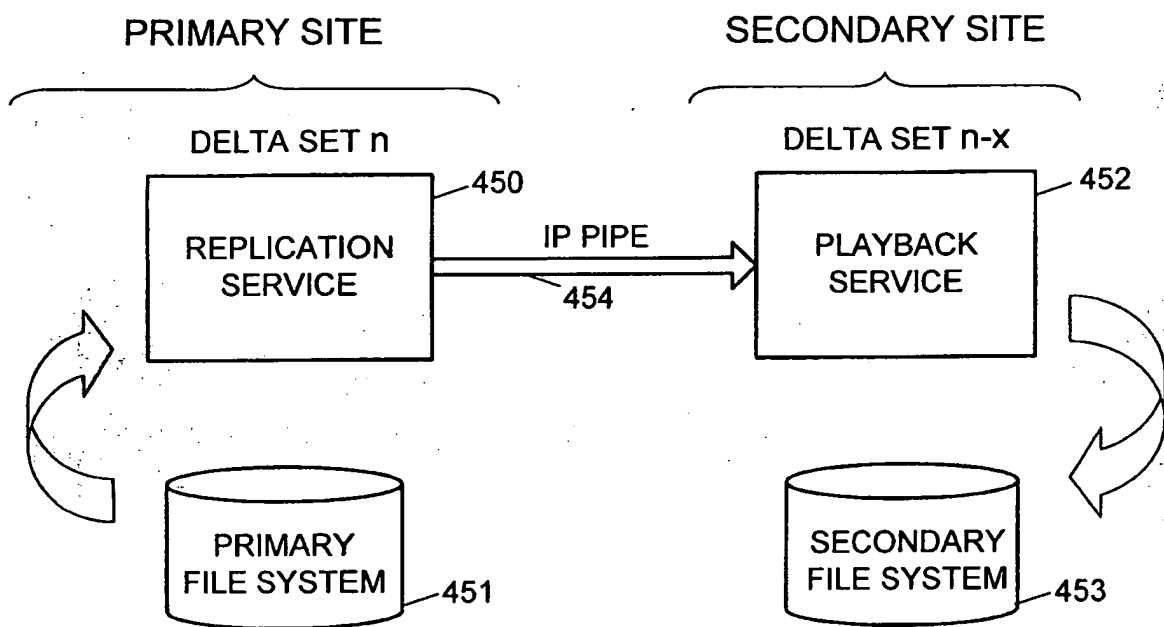 PRIMARY SITE
SECONDARY SITE
DELTA SET n
DELTA SET n-x
450
452
REPLICATION
SERVICE
IP PIPE
454
PLAYBACK
SERVICE
PRIMARY
FILE SYSTEM
451
SECONDARY
FILE SYSTEM
453